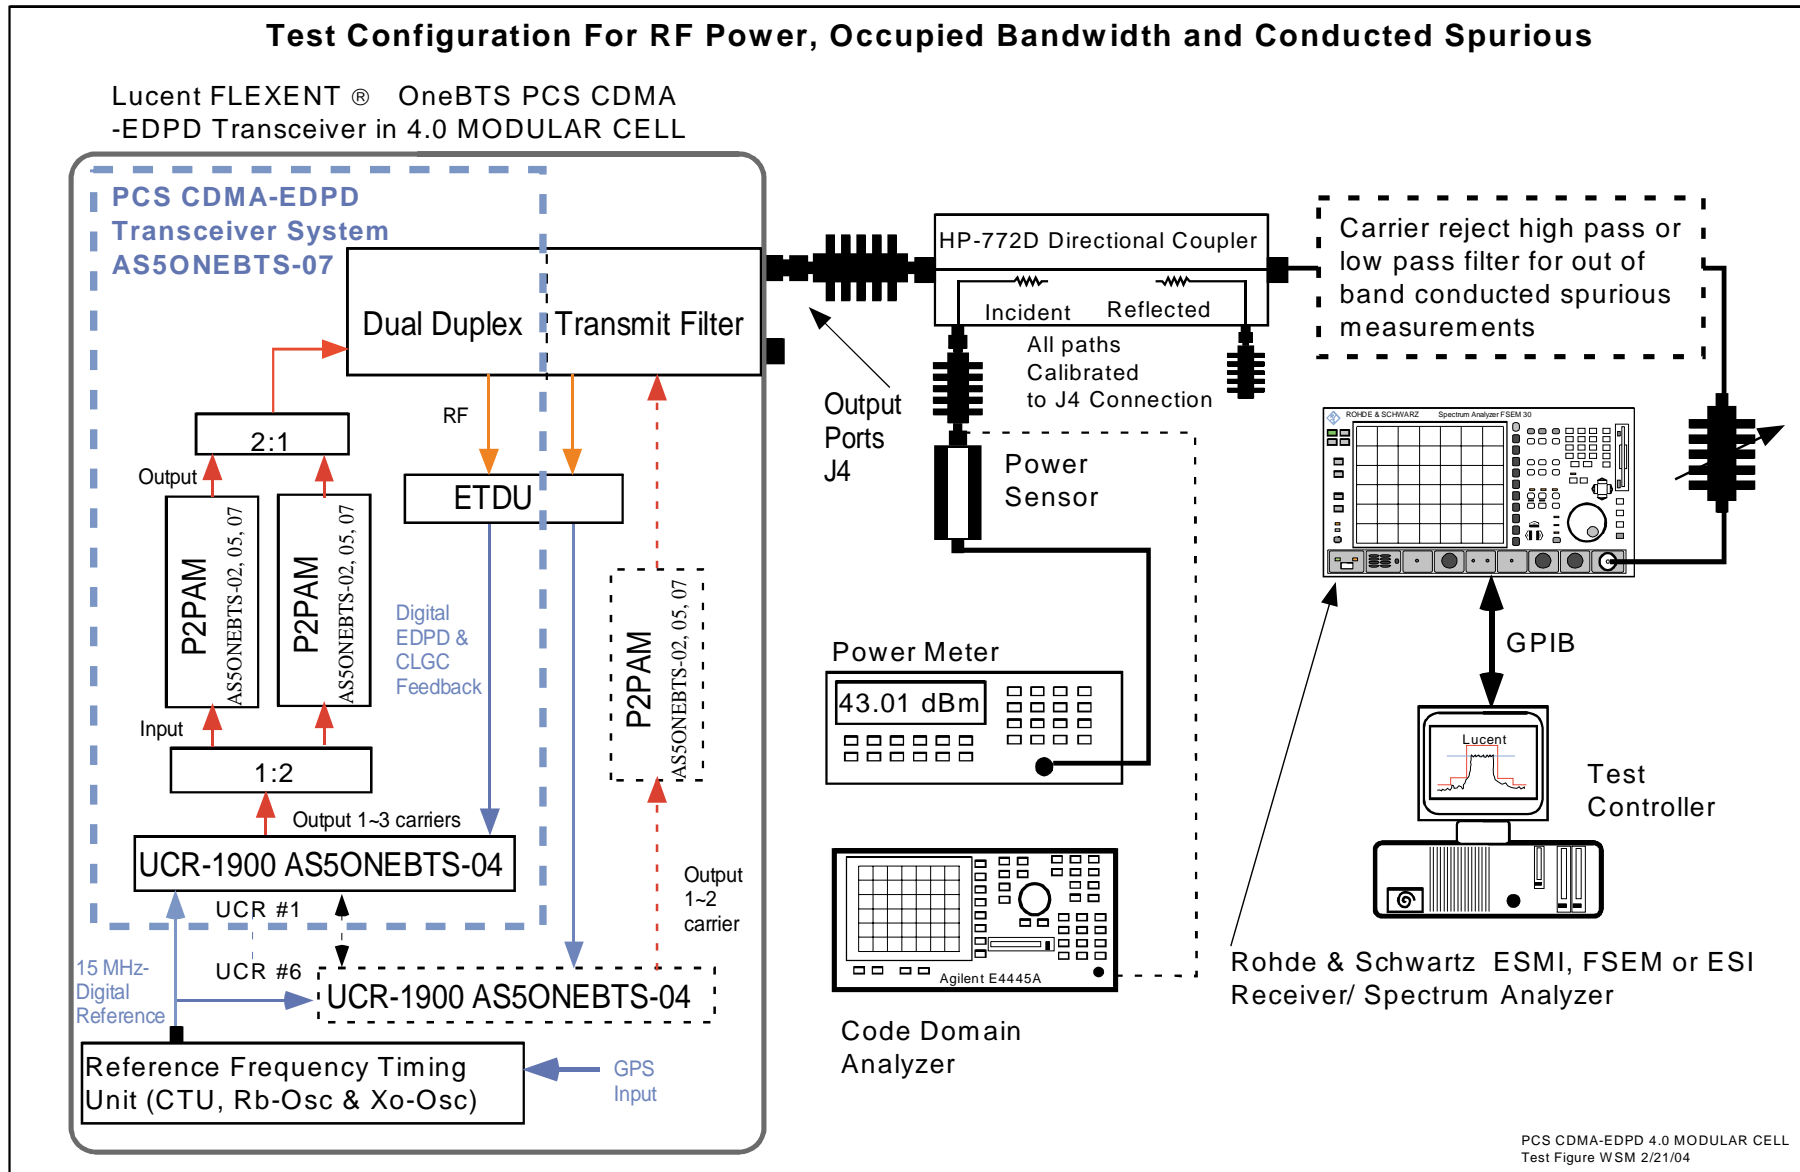 Test Configuration For RF Power, Occupied Bandwidth and Conducted Spurious
Lucent FLEXENT ® OneBTS PCS CDMA
-EDPD Transceiver in 4.0 MODULAR CELL
PCS CDMA-EDPD
Transceiver System
AS5ONEBTS-07
Dual Duplex
Transmit Filter
RF
2:1
Output
ETDU
P2PAM
AS5ONEBTS-02, 05, 07
P2PAM
AS5ONEBTS-02, 05, 07
P2PAM
AS5ONEBTS-02, 05, 07
Digital
EDPD &
CLGC
Feedback
Input
1:2
Output 1~3 carriers
UCR-1900 AS5ONEBTS-04
UCR #1
UCR #6
Output
1~2
carrier
15 MHz-
Digital
Reference
UCR-1900 AS5ONEBTS-04
Reference Frequency Timing
Unit (CTU, Rb-Osc & Xo-Osc)
GPS
Input
Output
Ports
J4
HP-772D Directional Coupler
Incident
Reflected
All paths
Calibrated
to J4 Connection
Power
Sensor
Power Meter
43.01 dBm
Agilent E4445A
Code Domain
Analyzer
Carrier reject high pass or
low pass filter for out of
band conducted spurious
measurements
ROHDE & SCHWARZ Spectrum Analyzer FSEM 30
GPIB
Lucent
Test
Controller
Rohde & Schwartz ESMI, FSEM or ESI
Receiver/ Spectrum Analyzer
PCS CDMA-EDPD 4.0 MODULAR CELL
Test Figure WSM 2/21/04